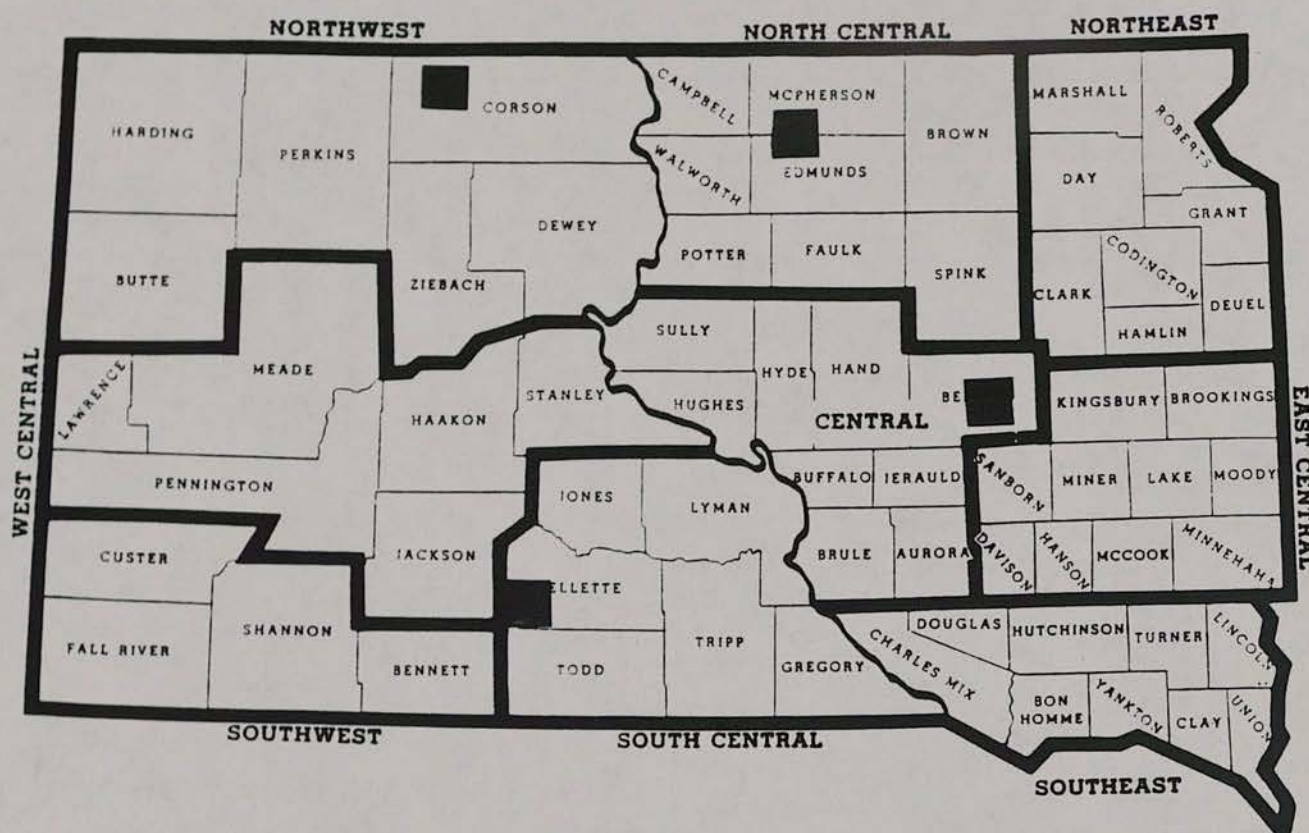 NORTHWEST
NORTH CENTRAL
NORTHEAST
CORSON
CAMPBELL
MCPHERSON
MARSHALL
HARDING
PERKINS
BROWN
ROBERTS
WALWORTH
EDMUNDS
DAY
DEWEY
GRANT
POTTER
FAULK
SPINK
CODINGTON
BUTTE
ZIEBACH
CLARK
DEUEL
HAMLIN
SULLY
WEST CENTRAL
LAWRENCE
MEADE
HAAKON
STANLEY
HYDE
HAND
BE
KINGSBURY
BROOKINGS
HUGHES
CENTRAL
EAST CENTRAL
PENNINGTON
JONES
LYMAN
BUFFALO
JERAULD
SANBORN
MINER
LAKE
MOODY
CUSTER
JACKSON
BRULE
AURORA
DAVISON
HANSON
MCCOOK
MINNEHAHA
ELLETTE
SHANNON
FALL RIVER
BENNETT
TODD
TRIPP
GREGORY
CHARLES MIX
DOUGLAS
HUTCHINSON
TURNER
LINCOLN
BON
HOMME
YANKTON
CLAY
UNION
SOUTHWEST
SOUTH CENTRAL
SOUTHEAST